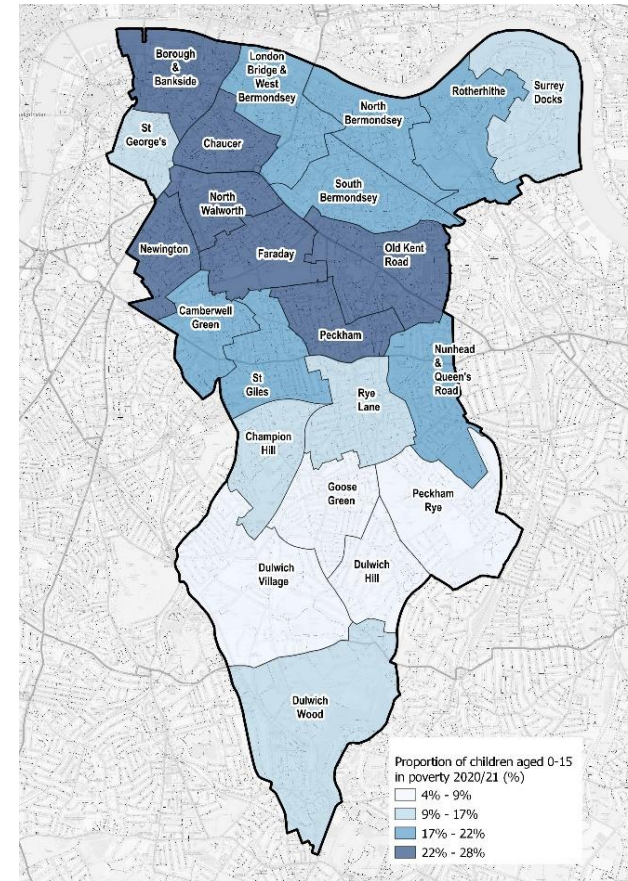 Borough
&
Bankside
London
Bridge &
West
Bermondsey
North
Bermondsey
Rotherhithe
Surrey
Docks
St
George's
Chaucer
South
Bermondsey
North
Walworth
Newington
Faraday
Old Kent
Road
Camberwell
Green
Peckham
Nunhead
&
Queen's
Road
St
Giles
Rye
Lane
Champion
Hill
Goose
Green
Peckham
Rye
Dulwich
Village
Dulwich
Hill
Dulwich
Wood
Proportion of children aged 0-15
in poverty 2020/21 (%)
4% - 9%
9% - 17%
17% - 22%
22% - 28%